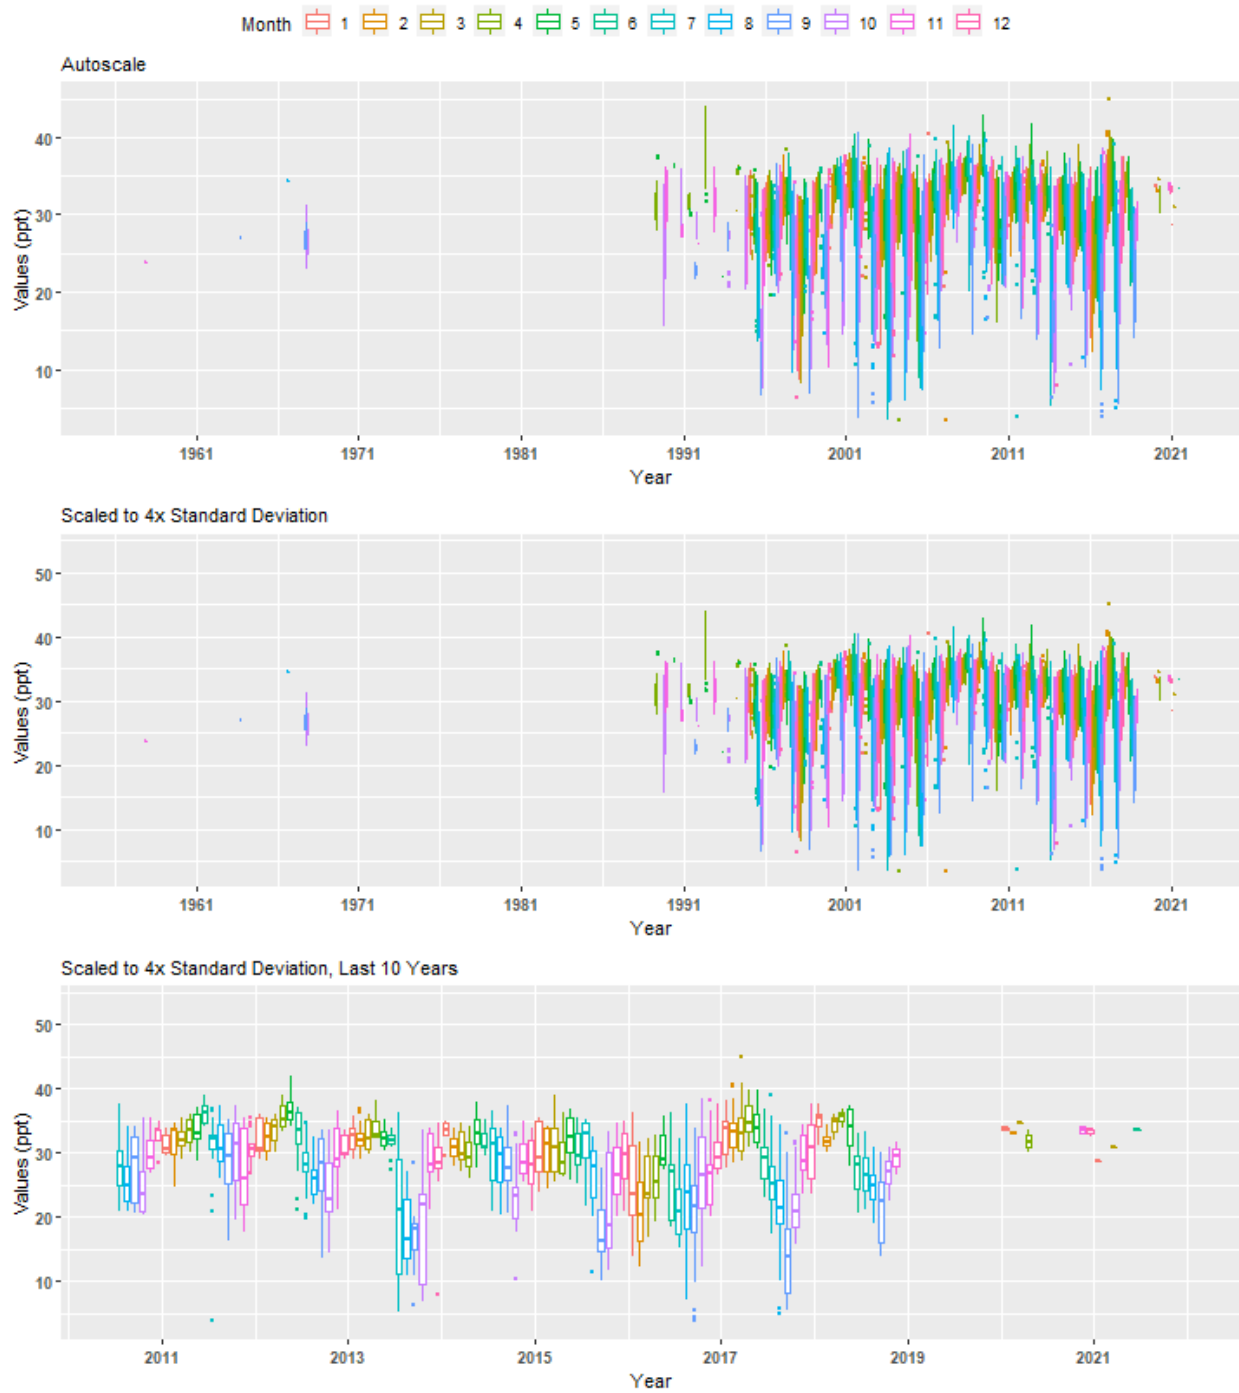 Month 1 2 3 4 5 6 7 8 9 10 11 12
Autoscale
Values (ppt)
40
30
20
10
1961 1971 1981 1991 2001 2011 2021
Year
Scaled to 4x Standard Deviation
Values (ppt)
50
40
30
20
10
1961 1971 1981 1991 2001 2011 2021
Year
Scaled to 4x Standard Deviation, Last 10 Years
Values (ppt)
50
40
30
20
10
2011 2013 2015 2017 2019 2021
Year